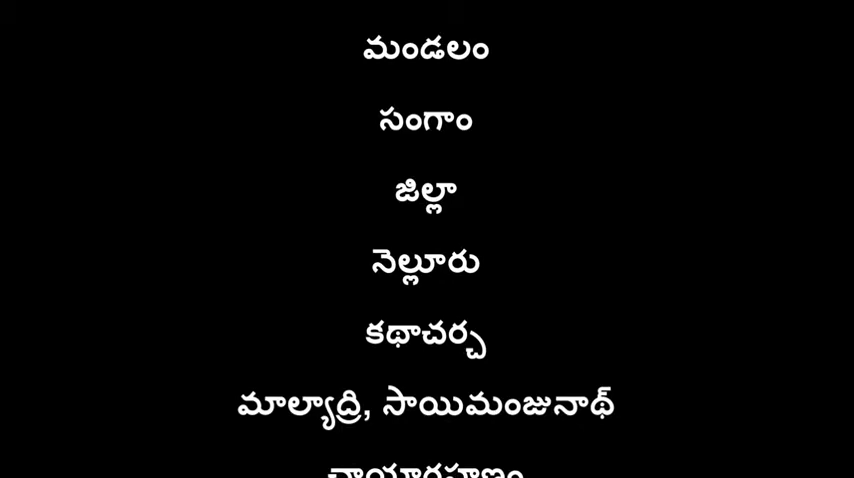 మండలం
సంగాం
జిల్లా
నెల్లూరు
కథాచర్చ
మాల్యాద్రి, సాయిమంజునాథ్